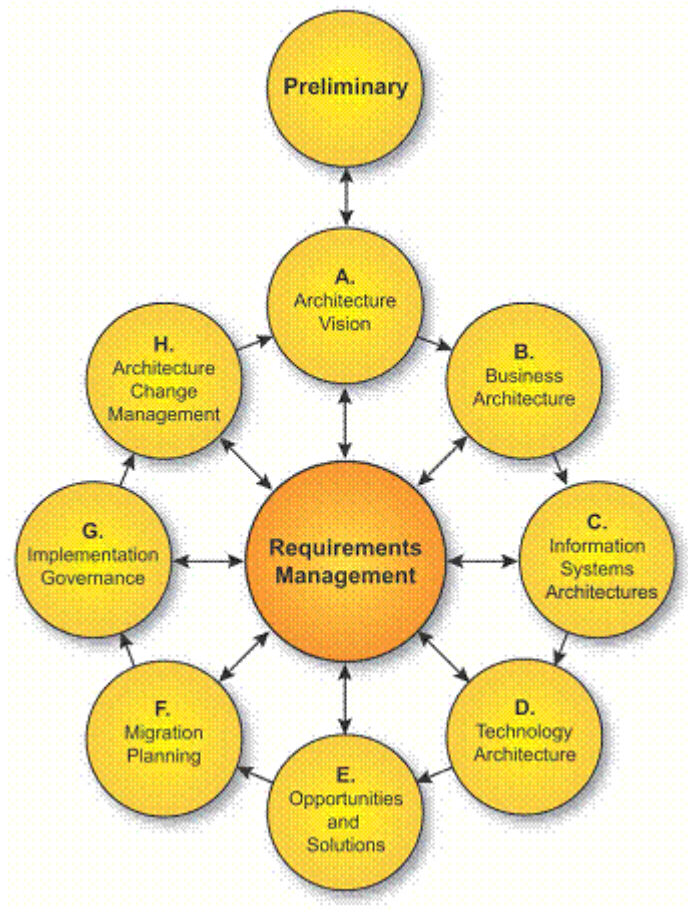 Preliminary
A.
Architecture
Vision
B.
Business
Architecture
C.
Information
Systems
Architectures
D.
Technology
Architecture
E.
Opportunities
and
Solutions
F.
Migration
Planning
G.
Implementation
Governance
H.
Architecture
Change
Management
Requirements
Management